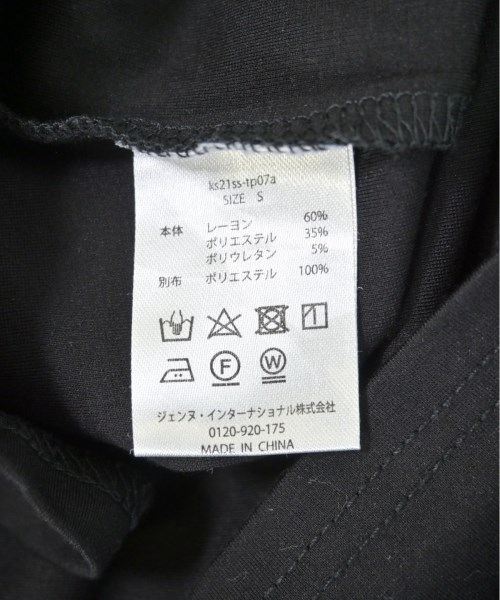 ks21ss-tp07a
SIZE S
本体 レーヨン 60%
ポリエステル 35%
ポリウレタン 5%
別布 ポリエステル 100%
F W
ジェンヌ・インターナショナル株式会社
0120-920-175
MADE IN CHINA